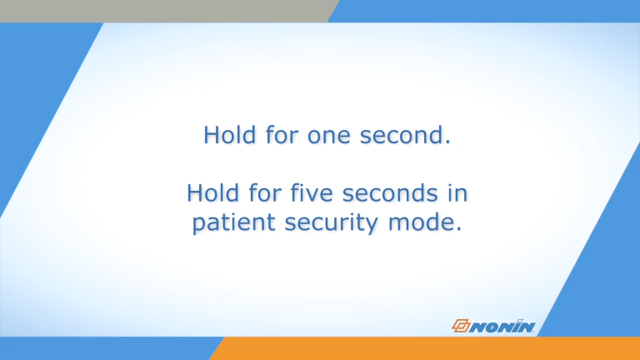 Hold for one second.
Hold for five seconds in
patient security mode.
NONIN